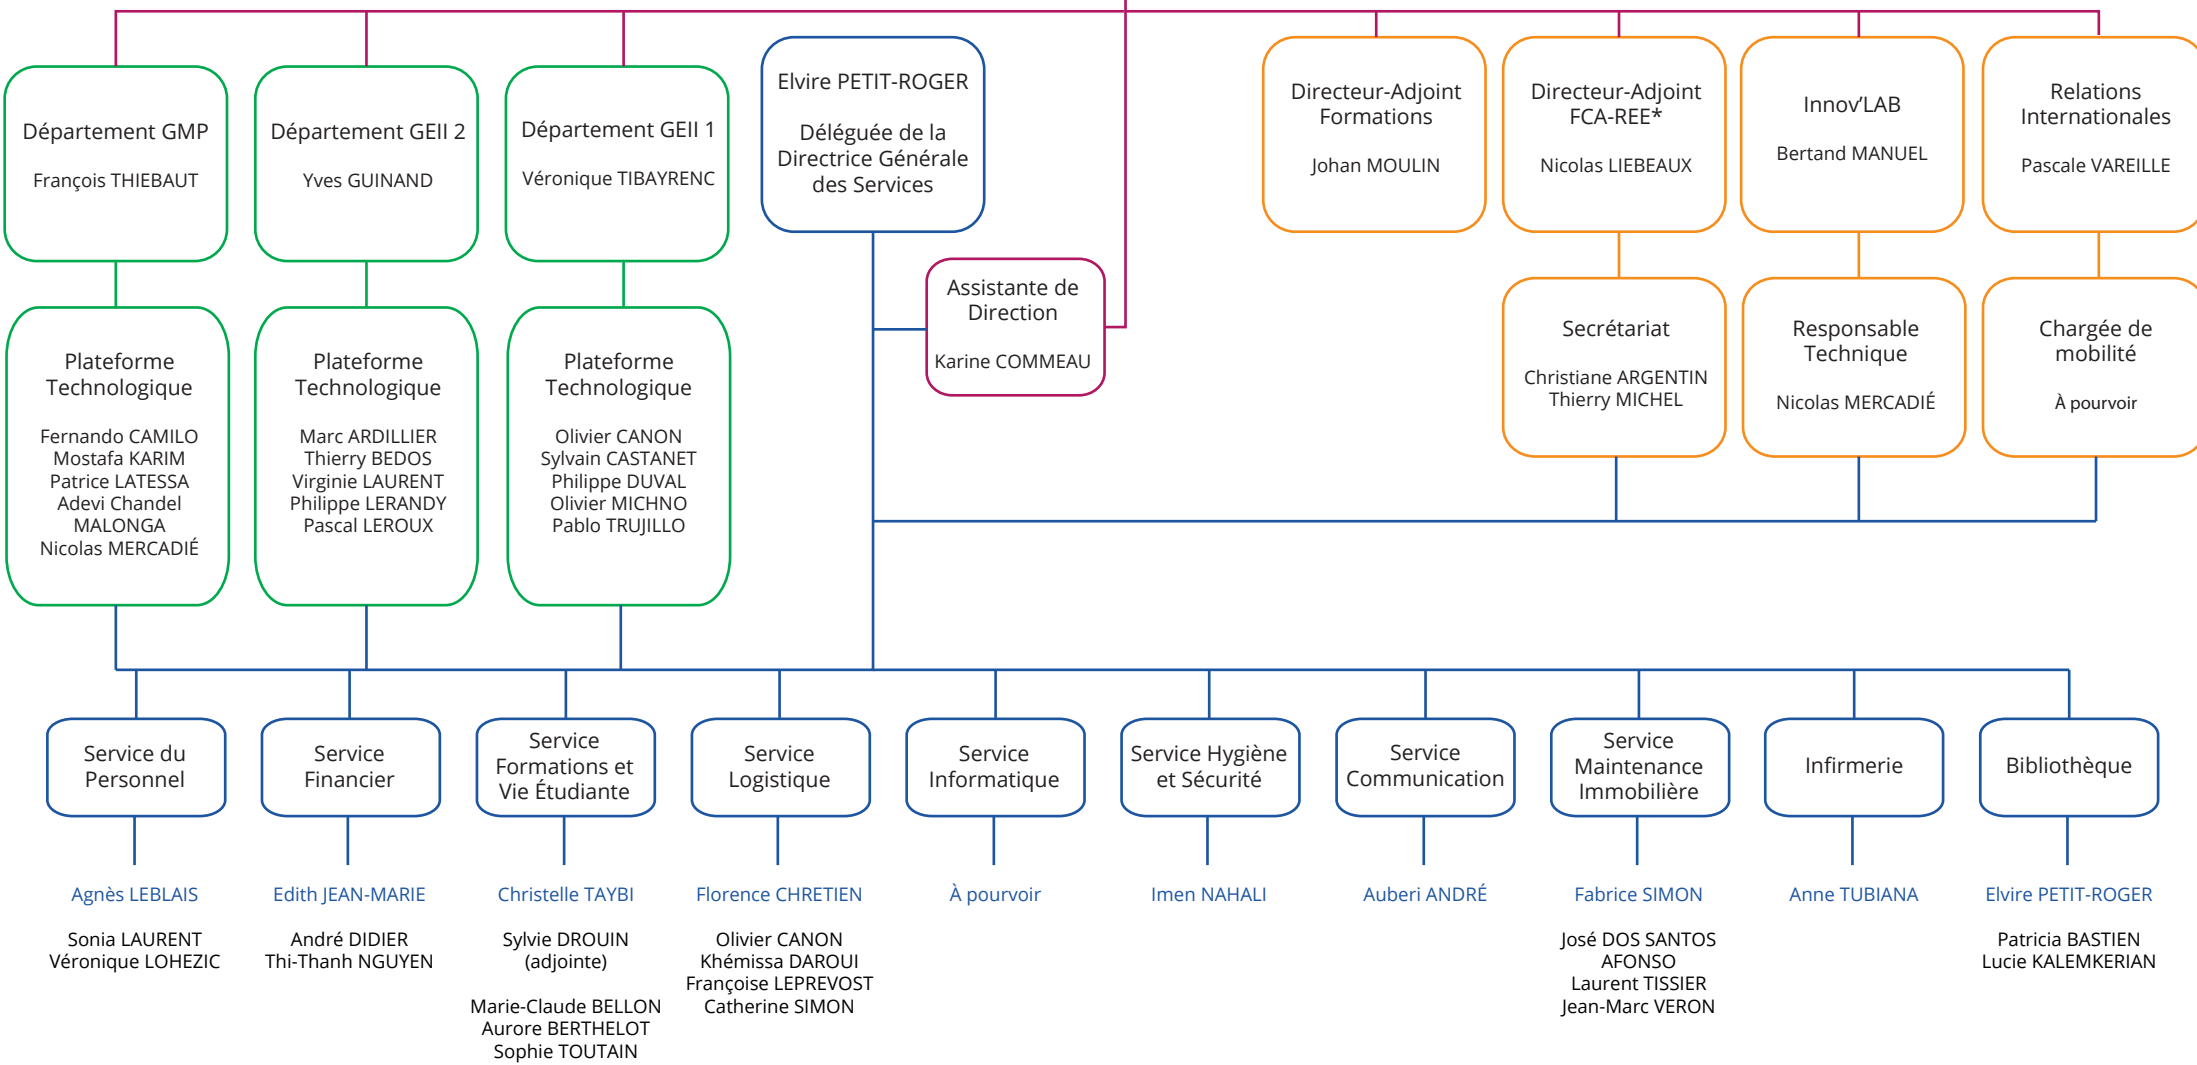 Département GMP
François THIEBAUT
Département GEII 2
Yves GUINAND
Département GEII 1
Véronique TIBAYRENC
Elvire PETIT-ROGER
Déléguée de la
Directrice Générale
des Services
Directeur-Adjoint
Formations
Johan MOULIN
Directeur-Adjoint
FCA-REE*
Nicolas LIEBEAUX
Innov'LAB
Bertand MANUEL
Relations
Internationales
Pascale VAREILLE
Assistante de
Direction
Karine COMMEAU
Plateforme
Technologique
Fernando CAMILO
Mostafa KARIM
Patrice LATESSA
Adevi Chandel
MALONGA
Nicolas MERCADIÉ
Plateforme
Technologique
Marc ARDILLIER
Thierry BEDOS
Virginie LAURENT
Philippe LERANDY
Pascal LEROUX
Plateforme
Technologique
Olivier CANON
Sylvain CASTANET
Philippe DUVAL
Olivier MICHNO
Pablo TRUJILLO
Secrétariat
Christiane ARGENTIN
Thierry MICHEL
Responsable
Technique
Nicolas MERCADIÉ
Chargée de
mobilité
À pourvoir
Service du
Personnel
Agnès LEBLAIS
Sonia LAURENT
Véronique LOHEZIC
Service
Financier
Edith JEAN-MARIE
André DIDIER
Thi-Thanh NGUYEN
Service
Formations et
Vie Étudiante
Christelle TAYBI
Sylvie DROUIN
(adjointe)
Marie-Claude BELLON
Aurore BERTHELOT
Sophie TOUTAIN
Service
Logistique
Florence CHRETIEN
Olivier CANON
Khémissa DAROUI
Françoise LEPREVOST
Catherine SIMON
Service
Informatique
À pourvoir
Service Hygiène
et Sécurité
Imen NAHALI
Service
Communication
Auberi ANDRÉ
Service
Maintenance
Immobilière
Fabrice SIMON
José DOS SANTOS
AFONSO
Laurent TISSIER
Jean-Marc VERON
Infirmerie
Anne TUBIANA
Bibliothèque
Elvire PETIT-ROGER
Patricia BASTIEN
Lucie KALEMKERIAN